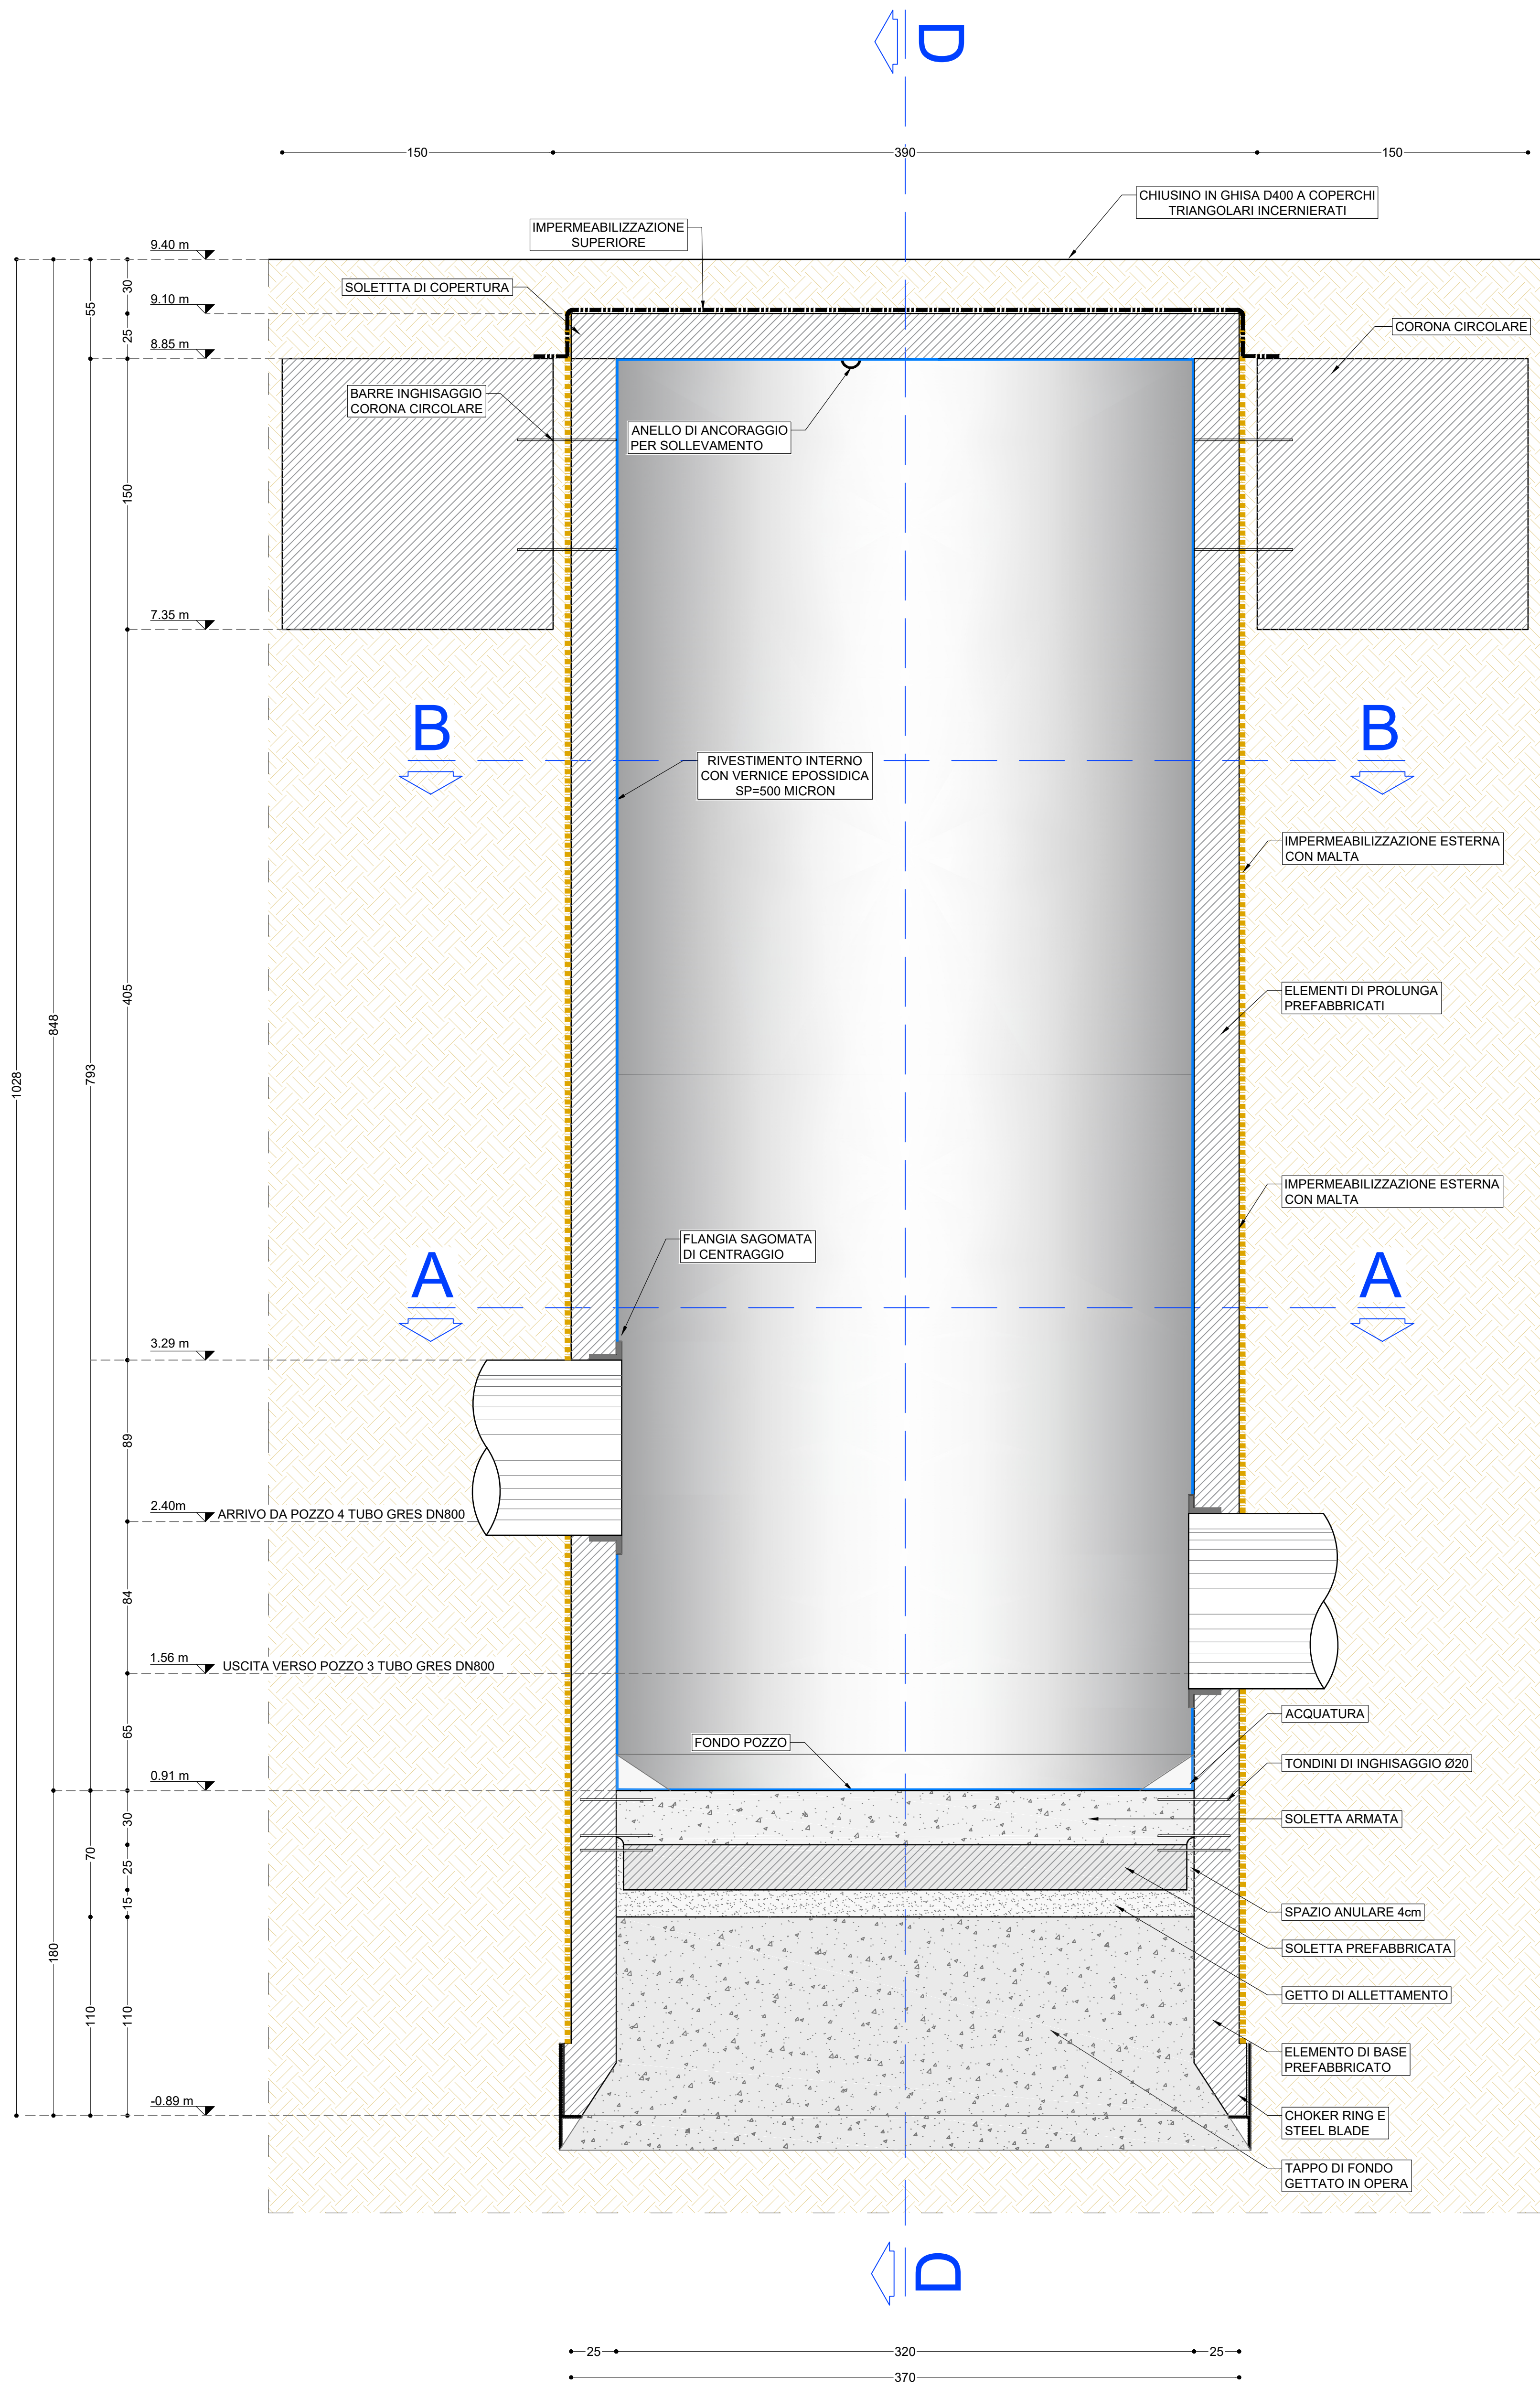 D
150
390
150
CHIUSINO IN GHISA D400 A COPERCHI
TRIANGOLARI INCERNIERATI
IMPERMEABILIZZAZIONE
SUPERIORE
9.40 m
SOLETTTA DI COPERTURA
30
55
9.10 m
25
CORONA CIRCOLARE
8.85 m
BARRE INGHISAGGIO
CORONA CIRCOLARE
ANELLO DI ANCORAGGIO
PER SOLLEVAMENTO
150
7.35 m
B
B
RIVESTIMENTO INTERNO
CON VERNICE EPOSSIDICA
SP=500 MICRON
IMPERMEABILIZZAZIONE ESTERNA
CON MALTA
405
ELEMENTI DI PROLUNGA
PREFABBRICATI
848
793
1028
IMPERMEABILIZZAZIONE ESTERNA
CON MALTA
FLANGIA SAGOMATA
DI CENTRAGGIO
A
A
3.29 m
89
2.40m
ARRIVO DA POZZO 4 TUBO GRES DN800
84
1.56 m
USCITA VERSO POZZO 3 TUBO GRES DN800
ACQUATURA
65
FONDO POZZO
TONDINI DI INGHISAGGIO Ø20
0.91 m
30
SOLETTA ARMATA
70
25
15
SPAZIO ANULARE 4cm
SOLETTA PREFABBRICATA
180
GETTO DI ALLETTAMENTO
110
110
ELEMENTO DI BASE
PREFABBRICATO
-0.89 m
CHOKER RING E
STEEL BLADE
TAPPO DI FONDO
GETTATO IN OPERA
D
25
320
25
370